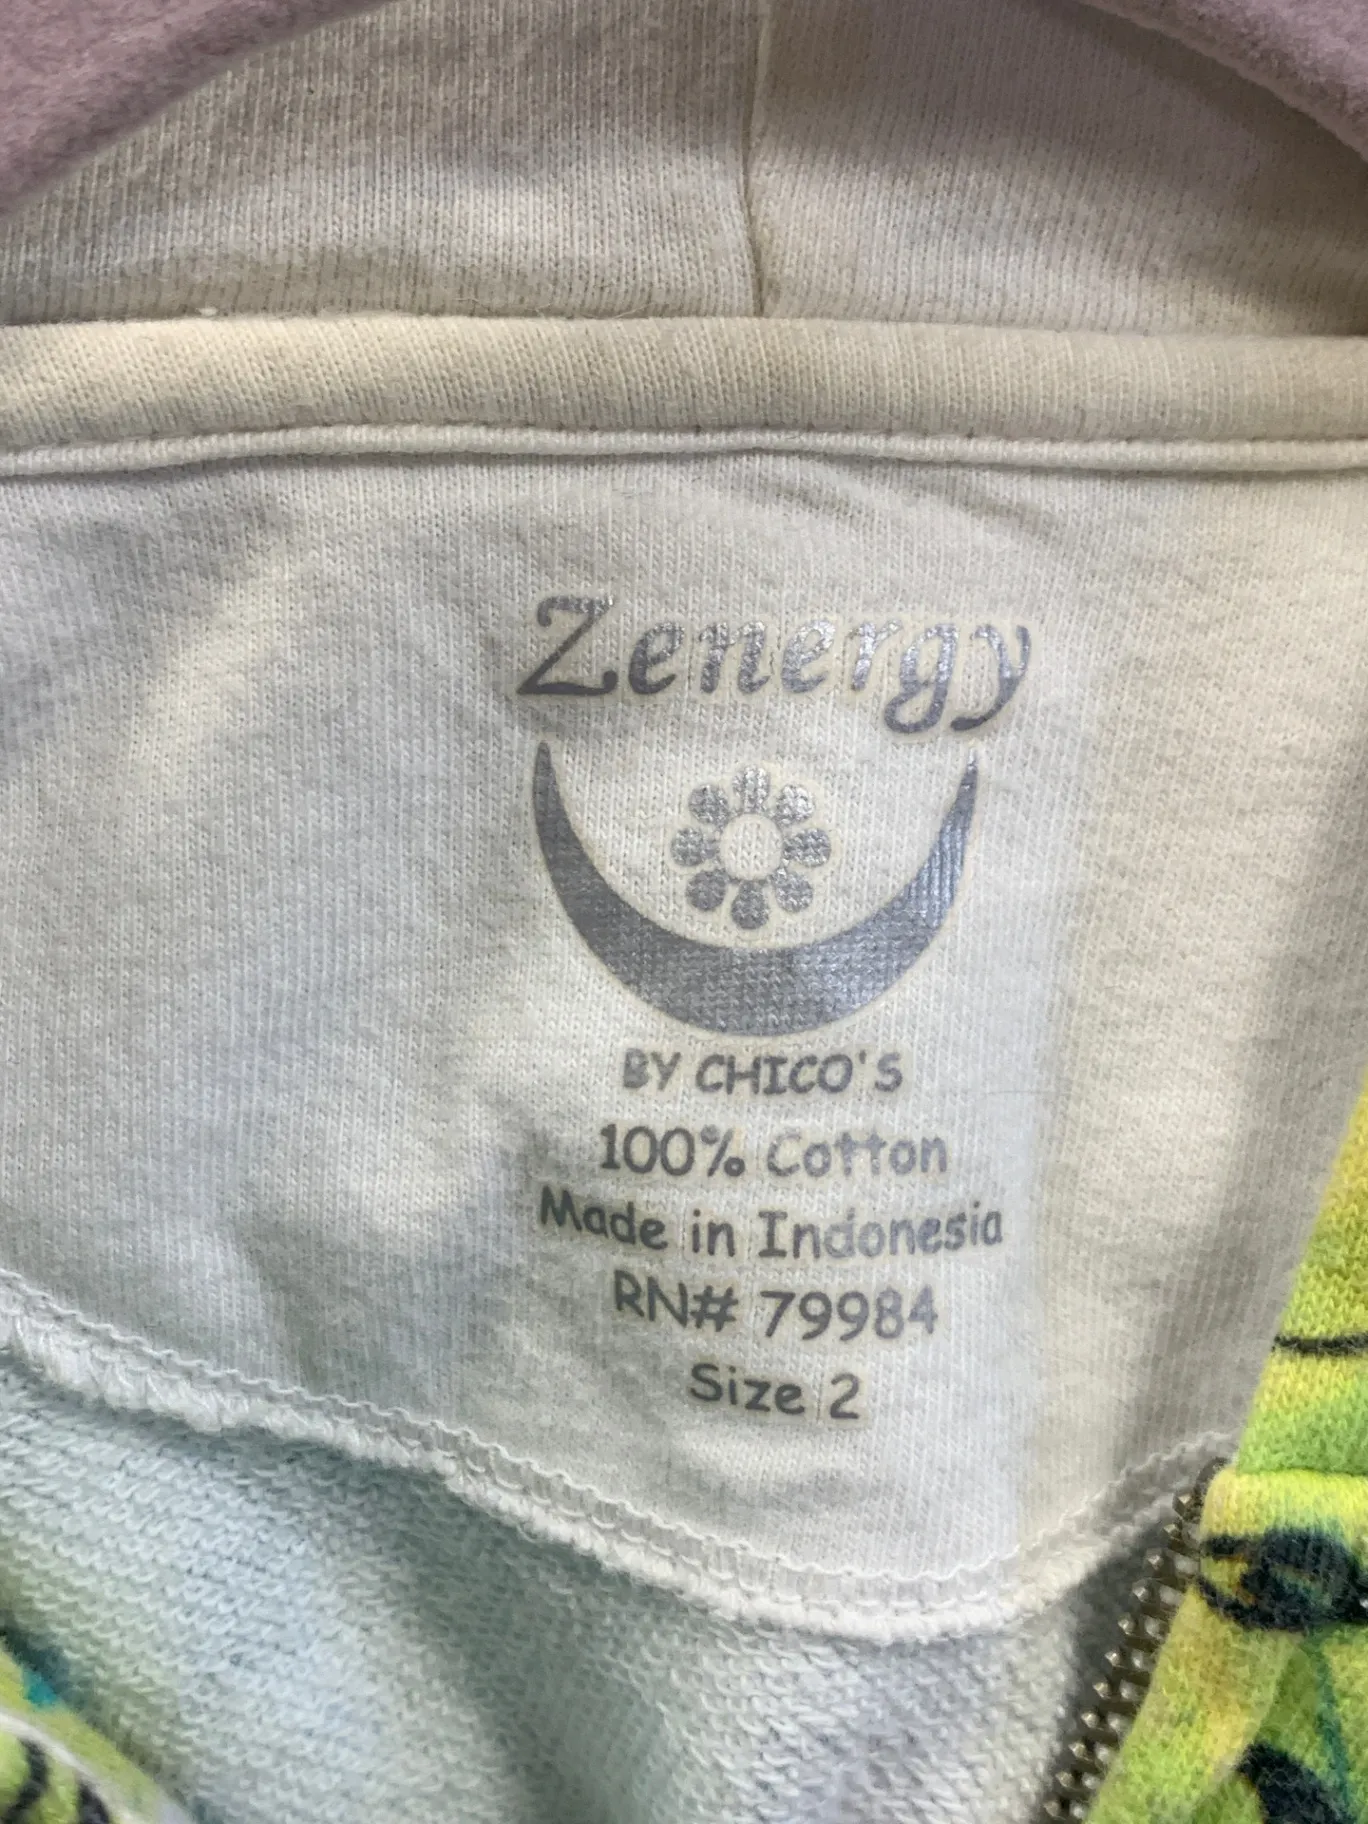 Zenergy
BY CHICO'S
100% Cotton
Made in Indonesia
RN# 79984
Size 2